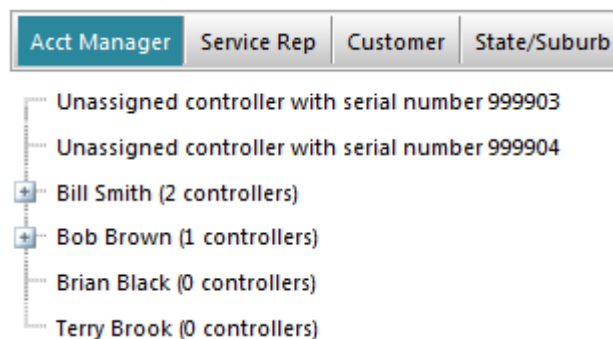 Acct Manager Service Rep Customer State/Suburb
Unassigned controller with serial number 999903
Unassigned controller with serial number 999904
Bill Smith (2 controllers)
Bob Brown (1 controllers)
Brian Black (0 controllers)
Terry Brook (0 controllers)